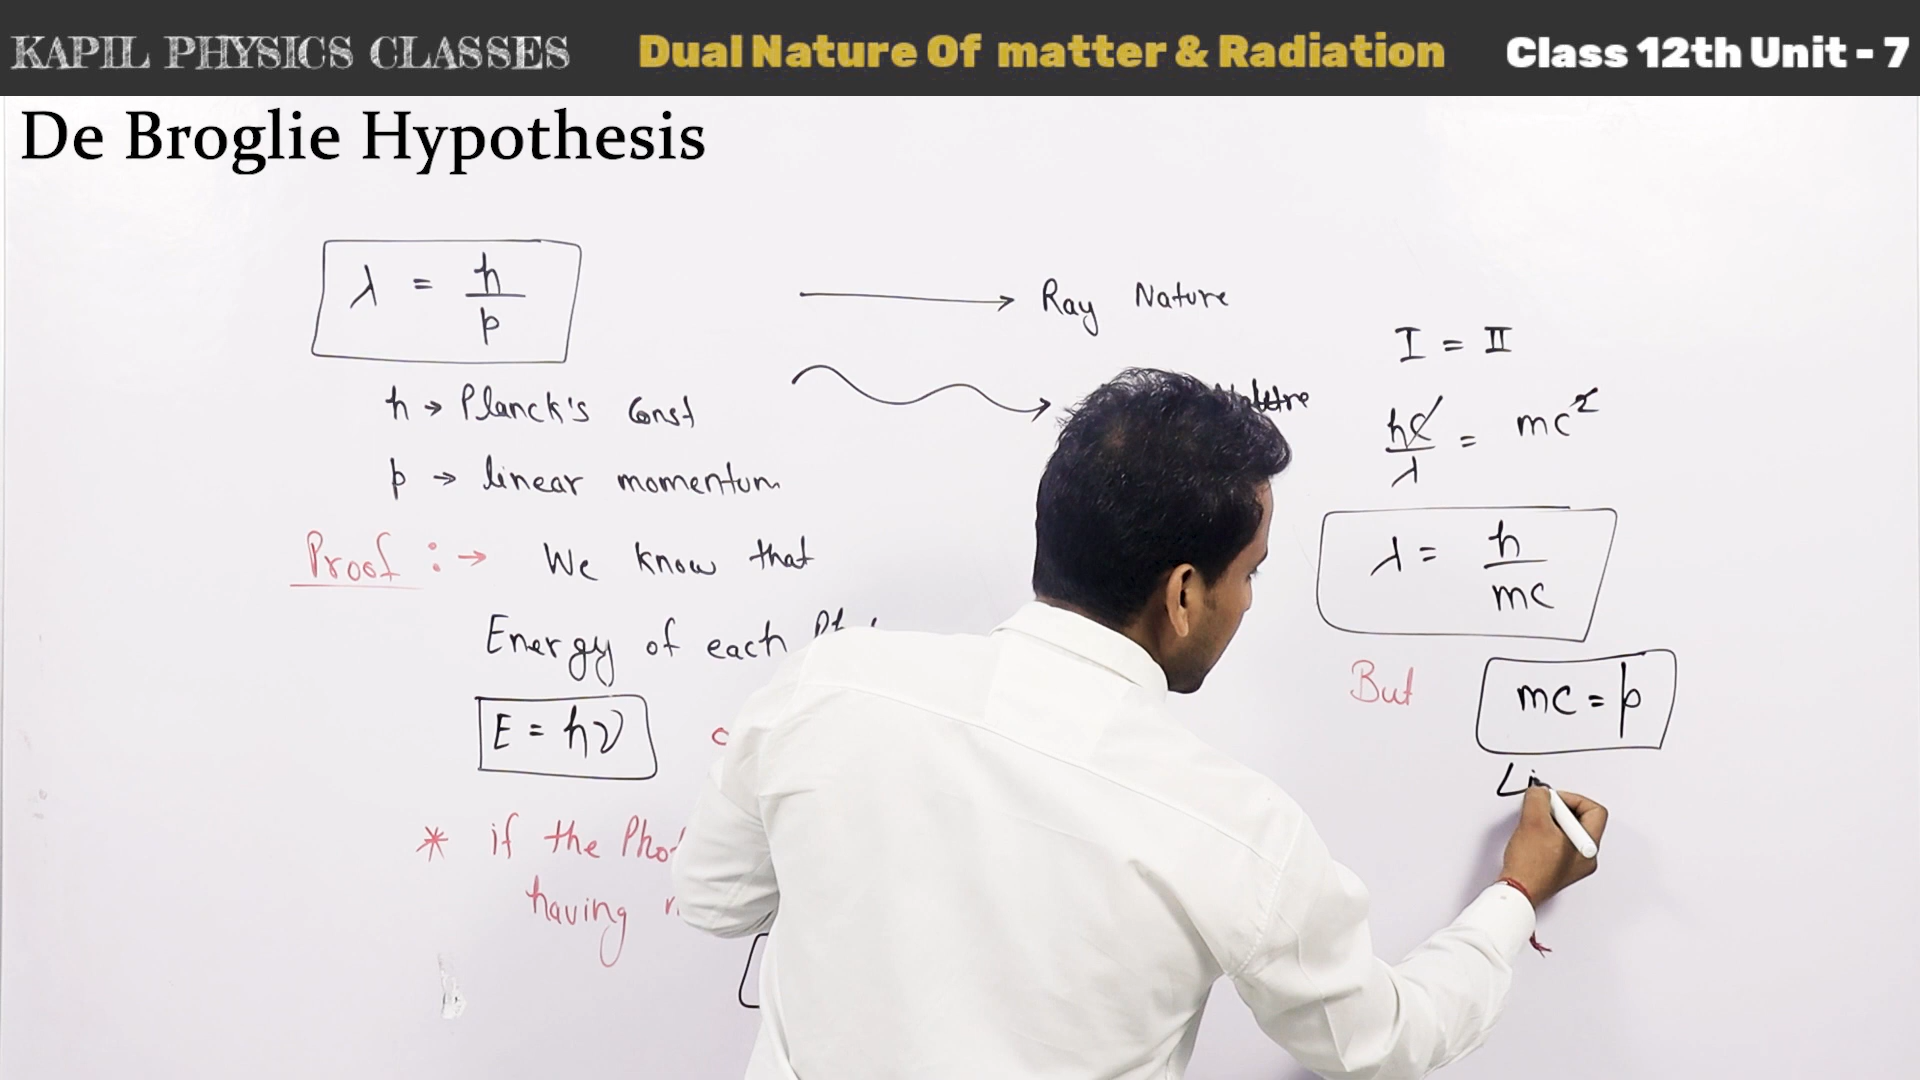 KAPIL PHYSICS CLASSES
Dual Nature Of matter & Radiation
Class 12th Unit - 7
De Broglie Hypothesis
λ = h/p
h → Planck's Const
p → linear momentum
Proof :→ We know that
Energy of each
E = hν
* if the
having
→ Ray Nature
I = II
hc/λ = mc²
λ = h/mc
But mc = p